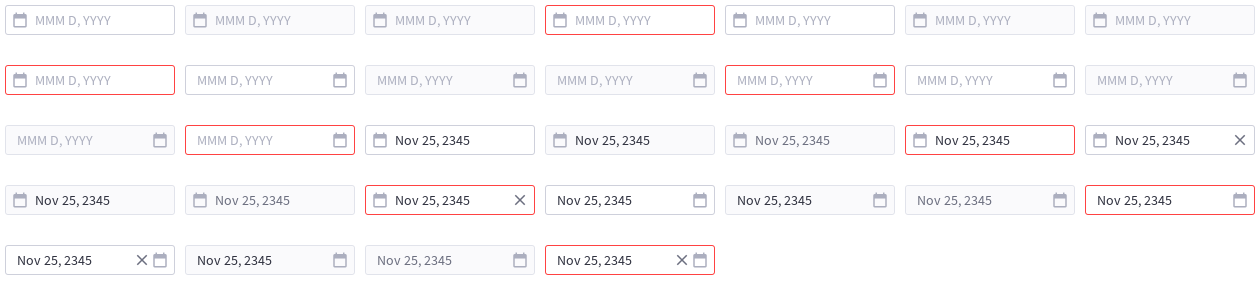 MMM D, YYYY MMM D, YYYY MMM D, YYYY MMM D, YYYY MMM D, YYYY MMM D, YYYY MMM D, YYYY
MMM D, YYYY MMM D, YYYY MMM D, YYYY MMM D, YYYY MMM D, YYYY MMM D, YYYY MMM D, YYYY
MMM D, YYYY MMM D, YYYY Nov 25, 2345 Nov 25, 2345 Nov 25, 2345 Nov 25, 2345 Nov 25, 2345
Nov 25, 2345 Nov 25, 2345 Nov 25, 2345 Nov 25, 2345 Nov 25, 2345 Nov 25, 2345 Nov 25, 2345
Nov 25, 2345 Nov 25, 2345 Nov 25, 2345 Nov 25, 2345